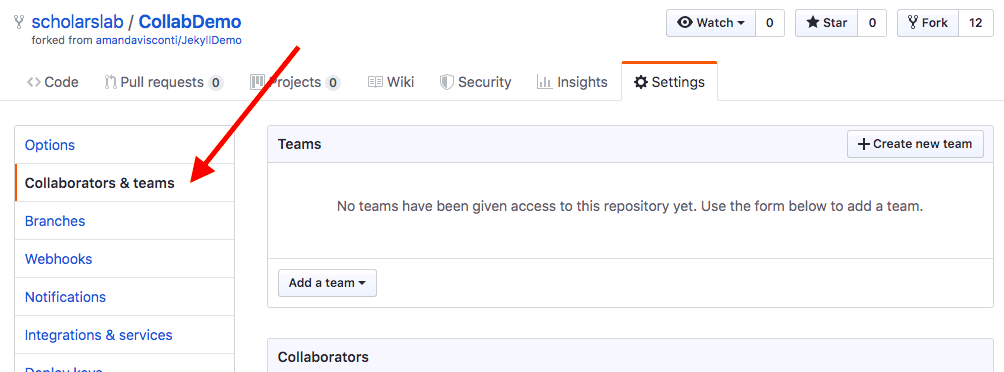 scholarslab / CollabDemo
forked from amandavisconti/JekyllDemo
Watch 0 Star 0 Fork 12
Code Pull requests 0 Projects 0 Wiki Security Insights Settings
Options
Collaborators & teams
Branches
Webhooks
Notifications
Integrations & services
Deploy keys
Teams
Create new team
No teams have been given access to this repository yet. Use the form below to add a team.
Add a team
Collaborators